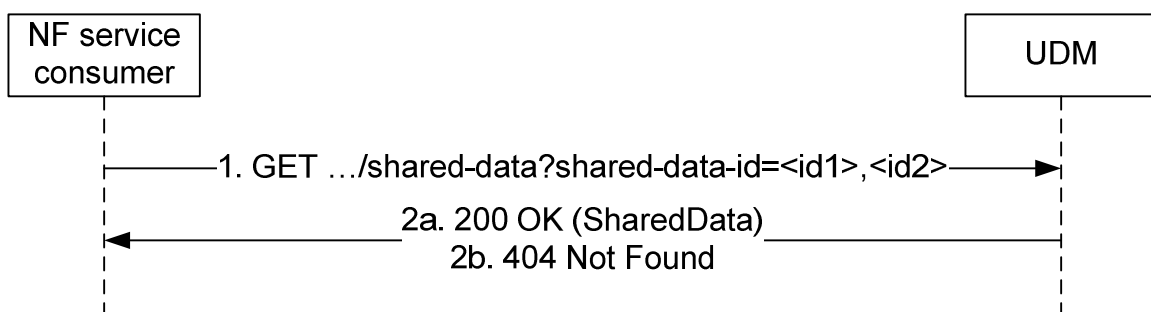 NF service
consumer
UDM
1. GET …/shared-data?shared-data-id=<id1>,<id2>
2a. 200 OK (SharedData)
2b. 404 Not Found